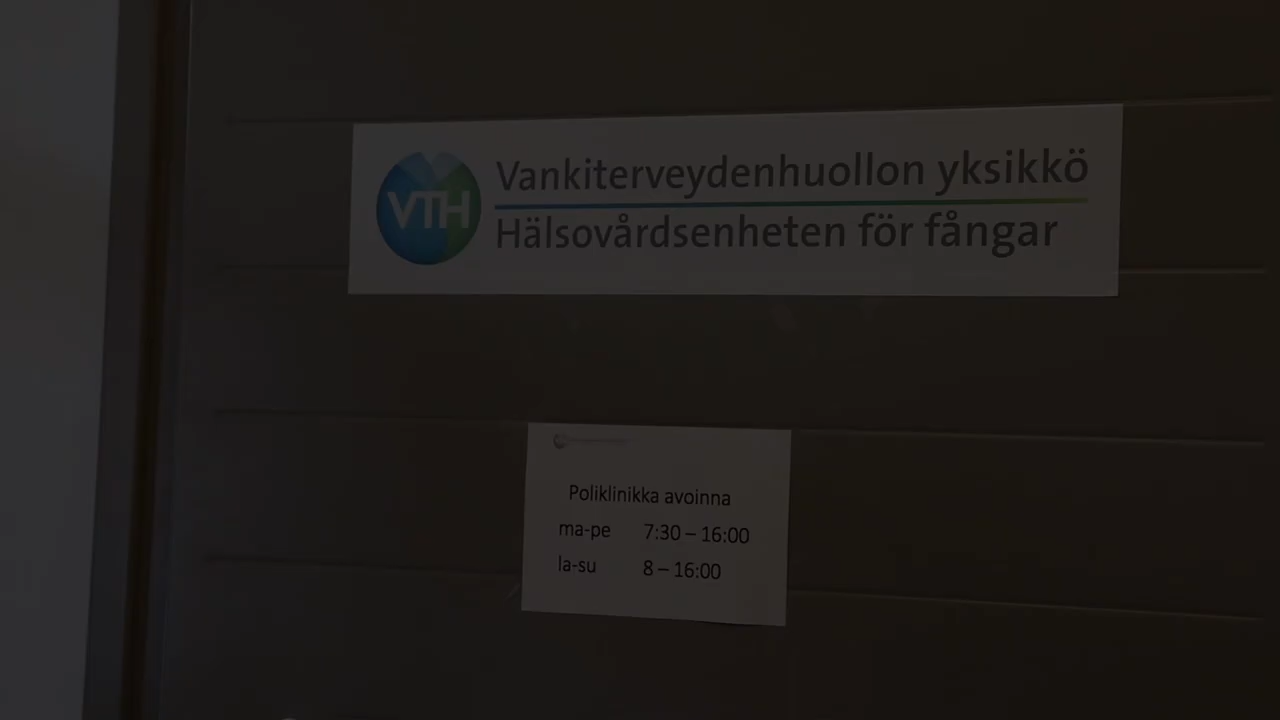 VTH
Vankiterveydenhuollon yksikkö
Hälsovårdsenheten för fångar
Poliklinikka avoinna
ma-pe 7:30 – 16:00
la-su 8 – 16:00